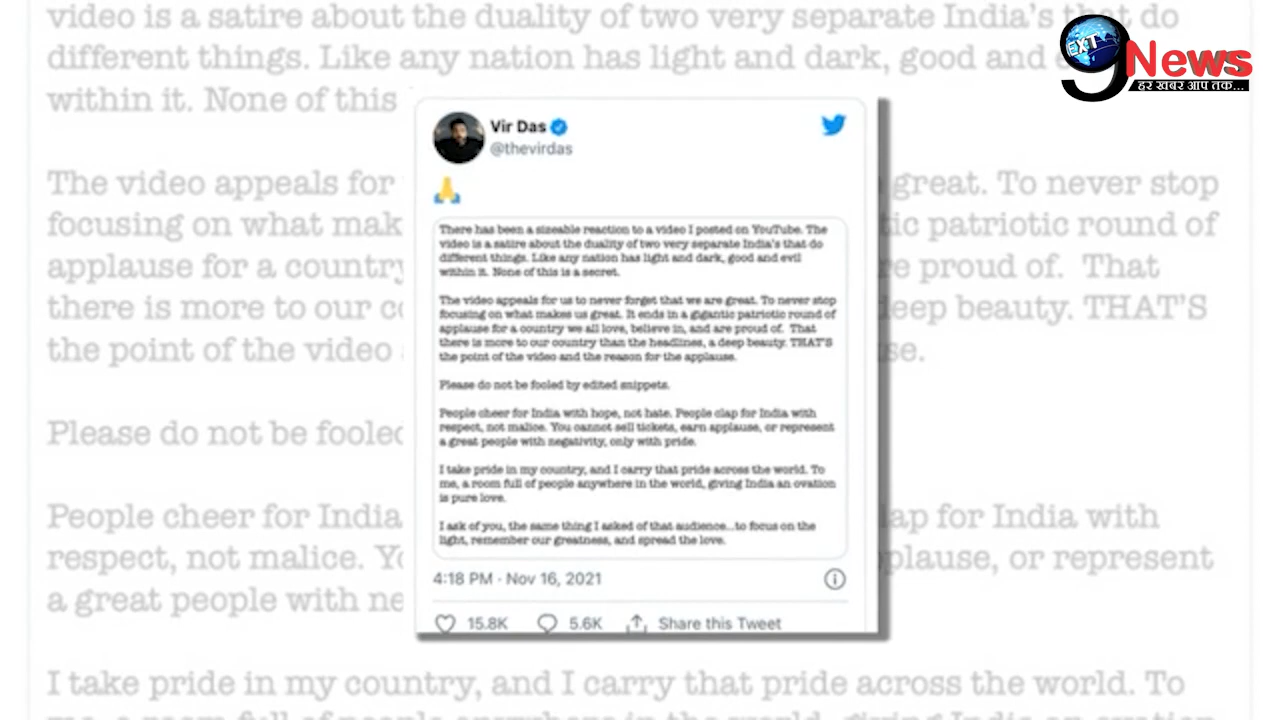 video is a satire about the duality of two very separate India's that do
different things. Like any nation has light and dark, good and
within it. None of this
The video appeals for great. To never stop
focusing on what mak tic patriotic round of
applause for a country re proud of. That
there is more to our co deep beauty. THAT'S
the point of the video se.
Please do not be fooled
People cheer for India lap for India with
respect, not malice. Yo plause, or represent
a great people with ne
I take pride in my country, and I carry that pride across the world. To
me, a room full of people anywhere in the world, giving India an ovation
EXT
9 News
हर खबर आप तक...
Vir Das
@thevirdas
🙏
There has been a sizeable reaction to a video I posted on YouTube. The
video is a satire about the duality of two very separate India's that do
different things. Like any nation has light and dark, good and evil
within it. None of this is a secret.
The video appeals for us to never forget that we are great. To never stop
focusing on what makes us great. It ends in a gigantic patriotic round of
applause for a country we all love, believe in, and are proud of. That
there is more to our country than the headlines, a deep beauty. THAT'S
the point of the video and the reason for the applause.
Please do not be fooled by edited snippets.
People cheer for India with hope, not hate. People clap for India with
respect, not malice. You cannot sell tickets, earn applause, or represent
a great people with negativity, only with pride.
I take pride in my country, and I carry that pride across the world. To
me, a room full of people anywhere in the world, giving India an ovation
is pure love.
I ask of you, the same thing I asked of that audience...to focus on the
light, remember our greatness, and spread the love.
4:18 PM · Nov 16, 2021
15.8K 5.6K Share this Tweet